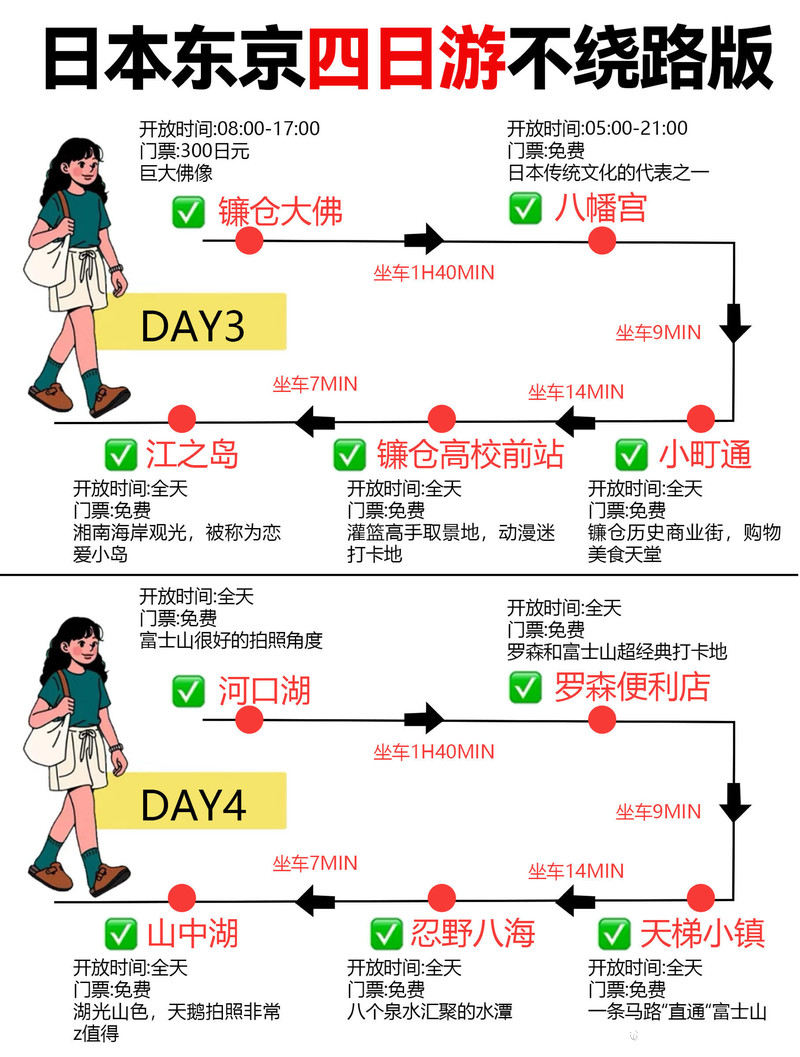 日本东京四日游不绕路版
开放时间:08:00-17:00
门票:300日元
巨大佛像
✅ 镰仓大佛
开放时间:05:00-21:00
门票:免费
日本传统文化的代表之一
✅ 八幡宫
坐车1H40MIN
坐车9MIN
DAY3
坐车14MIN
坐车7MIN
✅ 小町通
开放时间:全天
门票:免费
镰仓历史商业街，购物
美食天堂
✅ 镰仓高校前站
开放时间:全天
门票:免费
灌篮高手取景地，动漫迷
打卡地
✅ 江之岛
开放时间:全天
门票:免费
湘南海岸观光，被称为恋
爱小岛
开放时间:全天
门票:免费
富士山很好的拍照角度
✅ 河口湖
开放时间:全天
门票:免费
罗森和富士山超经典打卡地
✅ 罗森便利店
坐车1H40MIN
坐车9MIN
DAY4
坐车14MIN
坐车7MIN
✅ 天梯小镇
开放时间:全天
门票:免费
一条马路“直通“富士山
✅ 忍野八海
开放时间:全天
门票:免费
八个泉水汇聚的水潭
✅ 山中湖
开放时间:全天
门票:免费
湖光山色，天鹅拍照非常
z值得